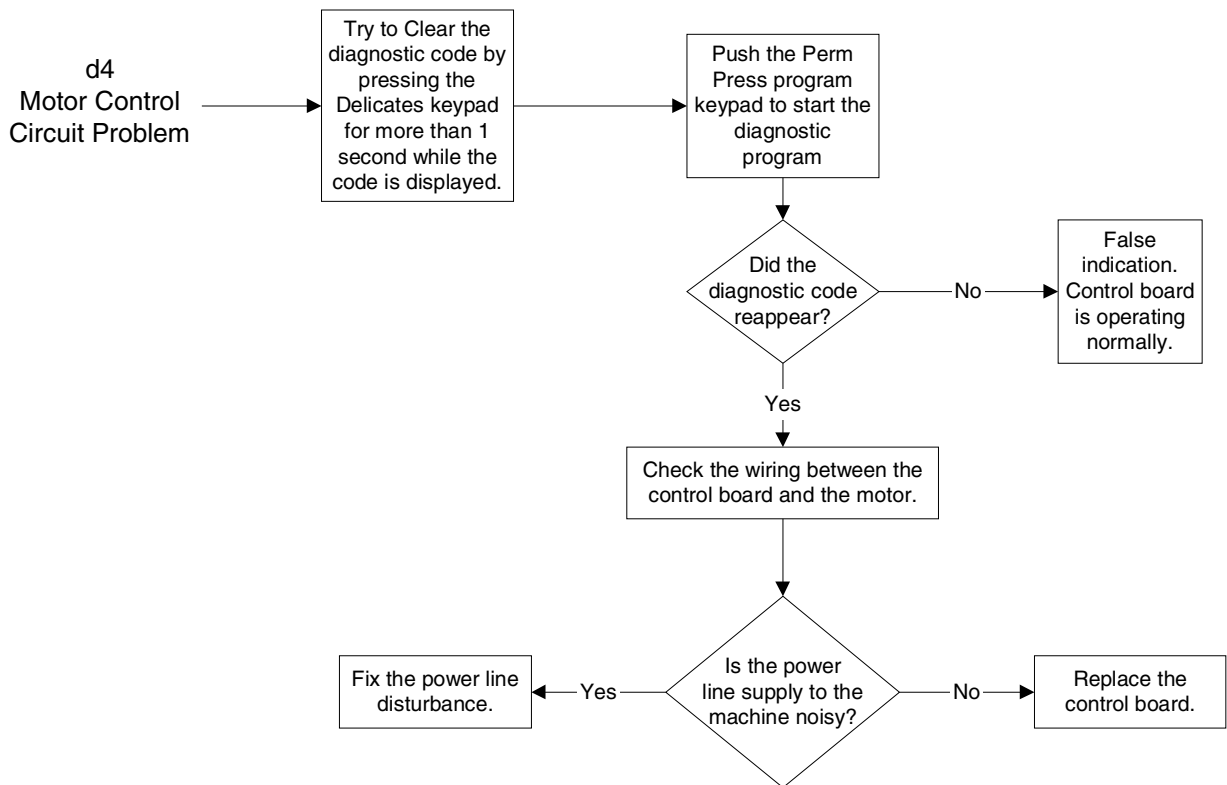 d4
Motor Control
Circuit Problem
Try to Clear the
diagnostic code by
pressing the
Delicates keypad
for more than 1
second while the
code is displayed.
Push the Perm
Press program
keypad to start the
diagnostic
program
Did the
diagnostic code
reappear?
No
False
indication.
Control board
is operating
normally.
Yes
Check the wiring between the
control board and the motor.
Is the power
line supply to the
machine noisy?
Yes
Fix the power line
disturbance.
No
Replace the
control board.